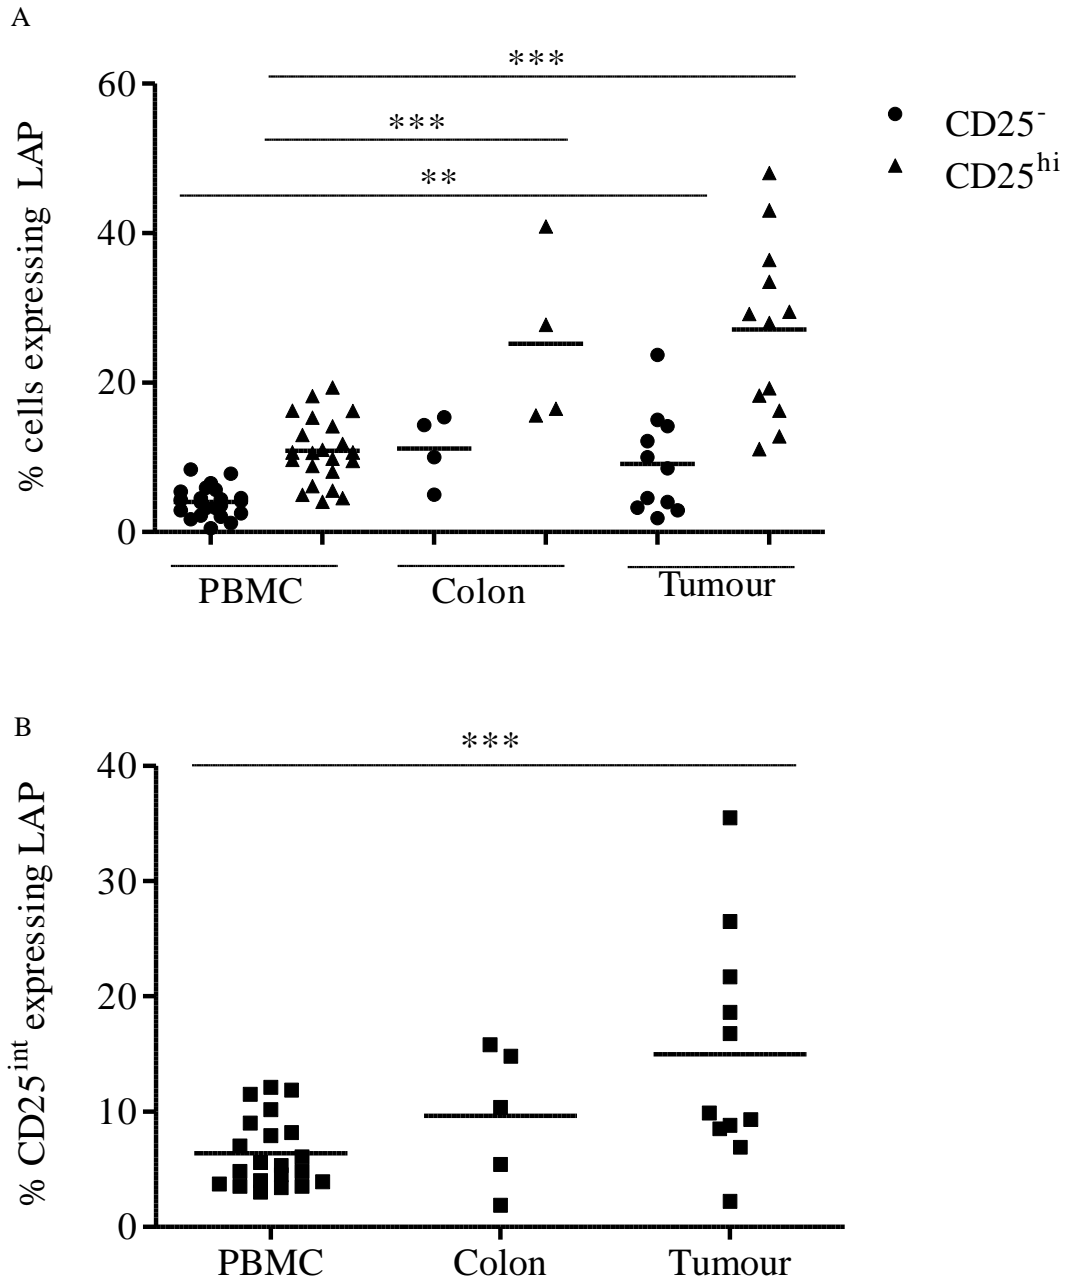 A
***
***
**
60
40
20
0
% cells expressing LAP
CD25-
CD25hi
PBMC
Colon
Tumour
B
***
40
30
20
10
0
% CD25int expressing LAP
PBMC
Colon
Tumour